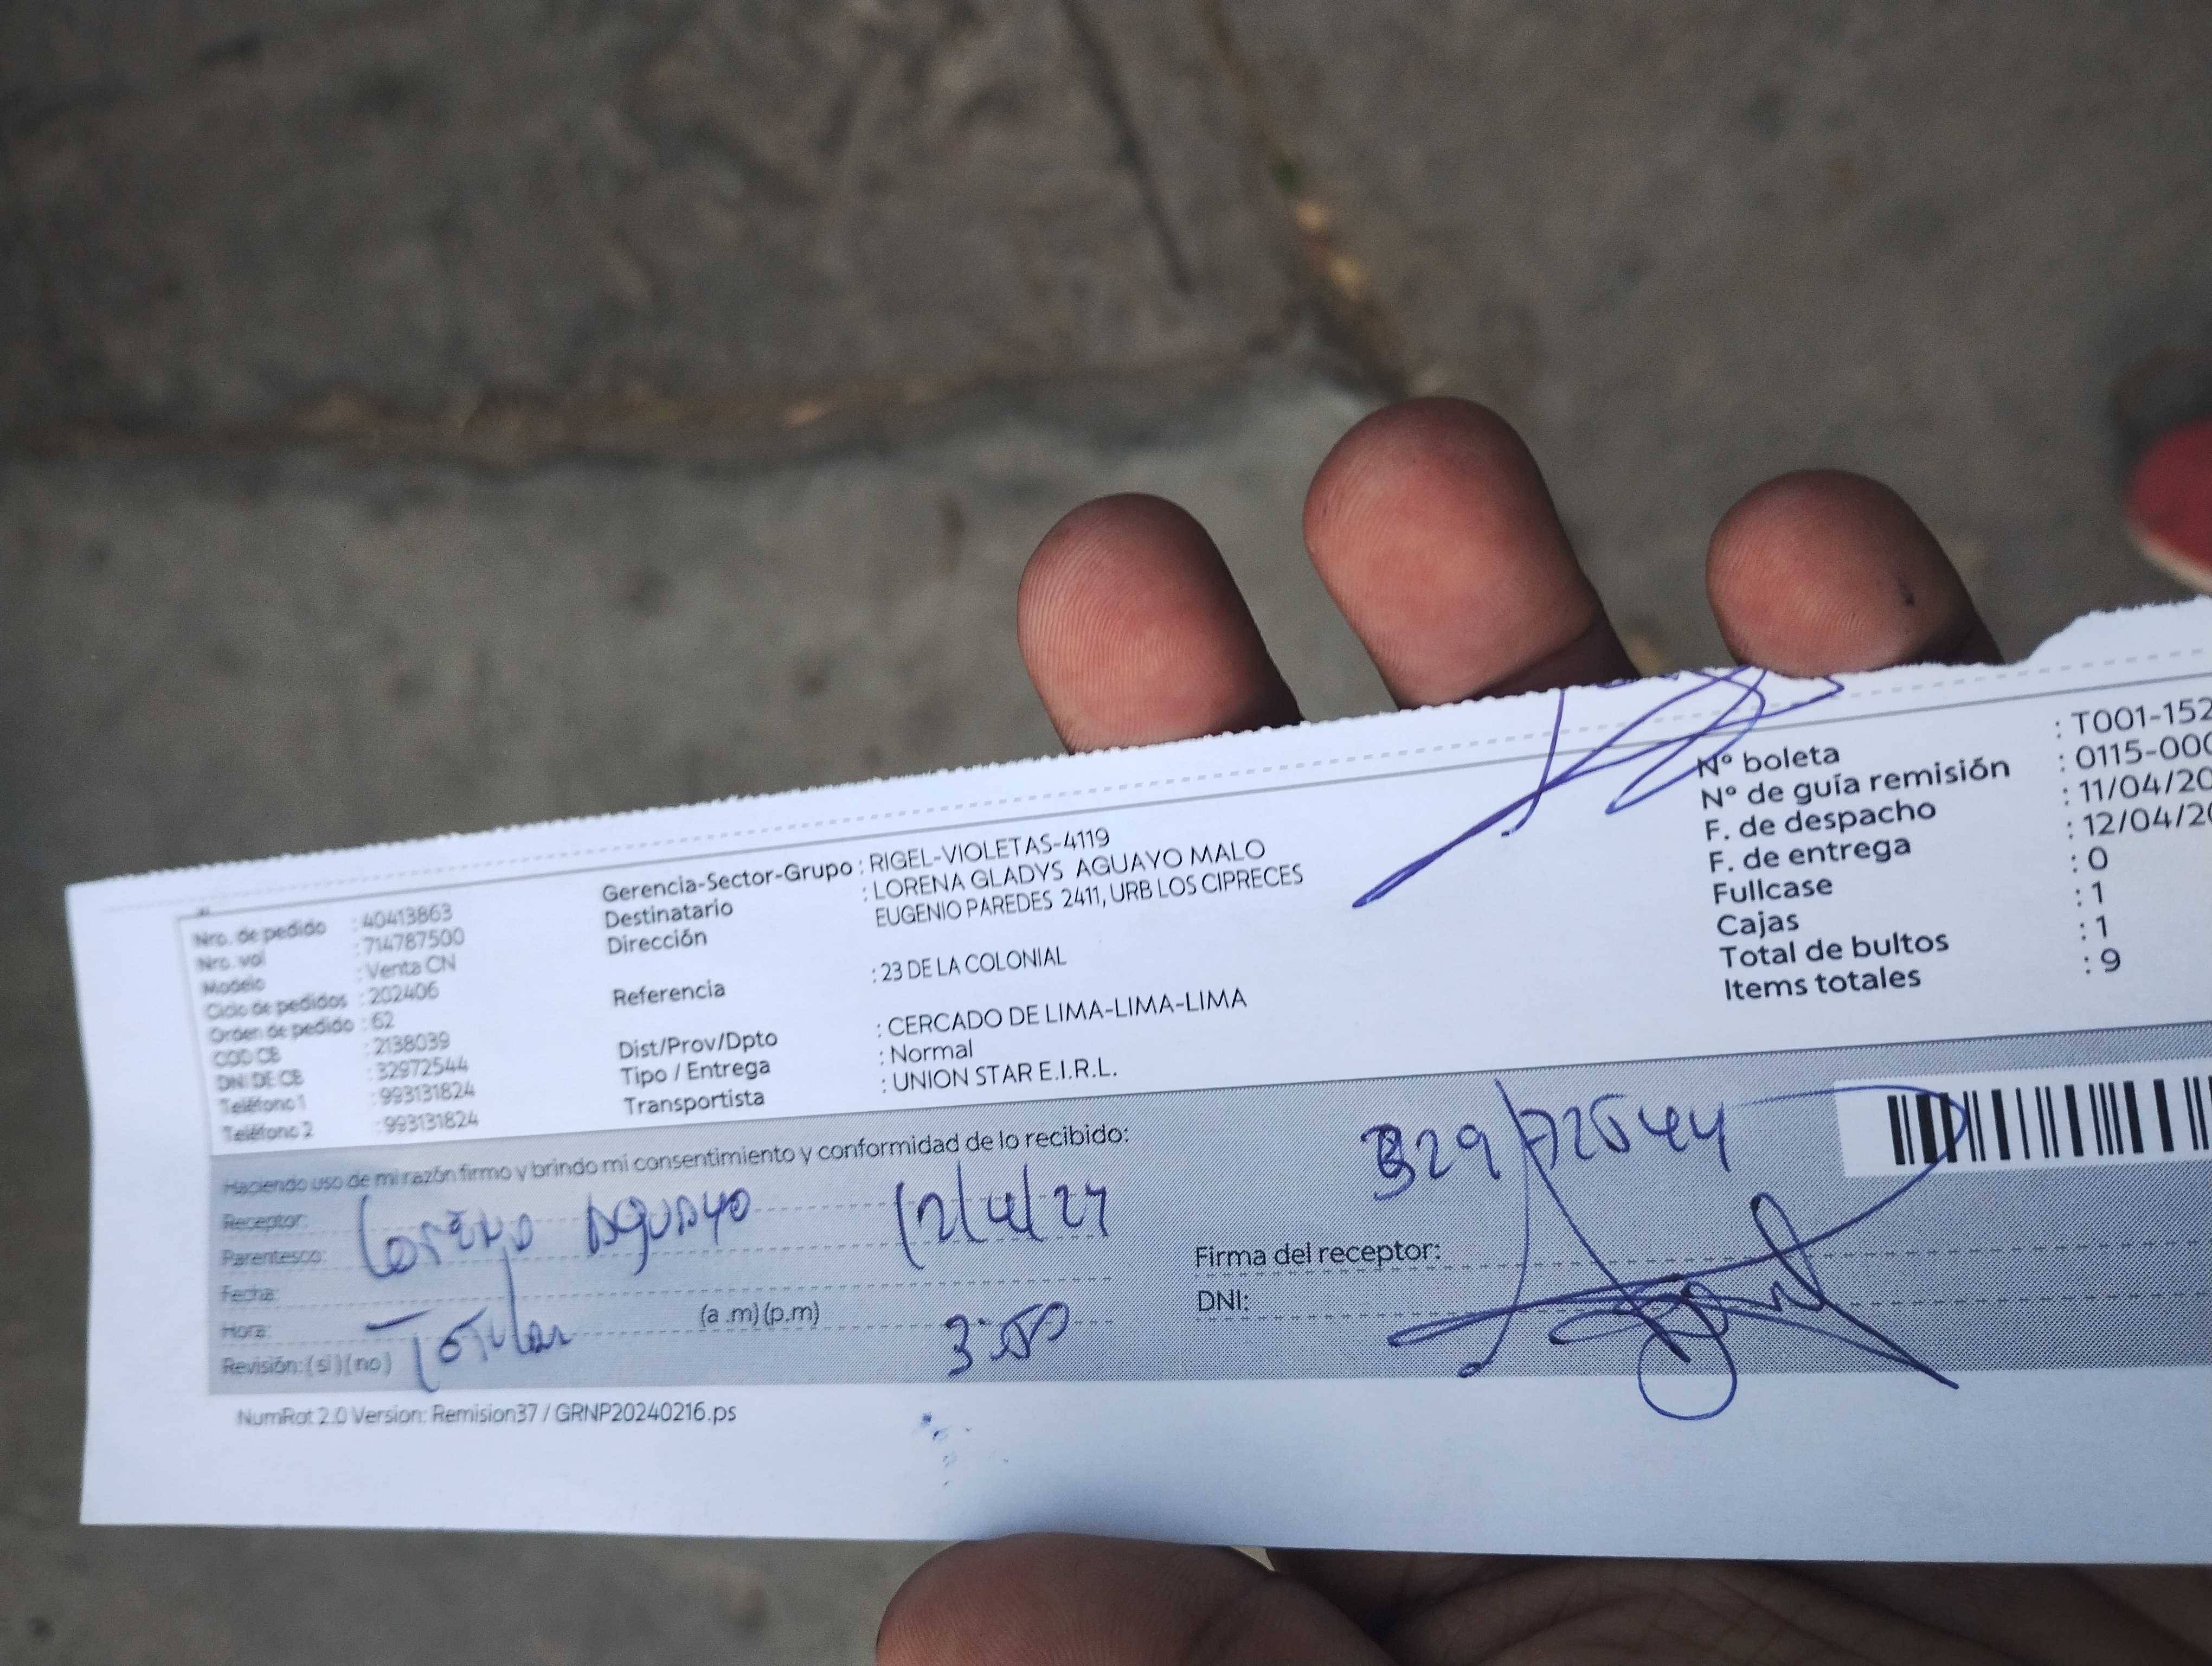 Nro. de pedido : 40413863
Nro. vol : 714787500
Modelo : Venta CN
Ciclo de pedidos : 202406
Orden de pedido : 62
COD CB : 2138039
DNI DE CB : 32972544
Teléfono 1 : 993131824
Teléfono 2 : 993131824
Gerencia-Sector-Grupo : RIGEL-VIOLETAS-4119
Destinatario : LORENA GLADYS AGUAYO MALO
Dirección EUGENIO PAREDES 2411, URB LOS CIPRECES
Referencia : 23 DE LA COLONIAL
Dist/Prov/Dpto : CERCADO DE LIMA-LIMA-LIMA
Tipo / Entrega : Normal
Transportista : UNION STAR E.I.R.L.
: T001-152
Nº boleta : 0115-000
Nº de guía remisión : 11/04/20
F. de despacho : 12/04/20
F. de entrega : 0
Fullcase : 1
Cajas : 1
Total de bultos : 9
Items totales
Haciendo uso de mi razón firmo y brindo mi consentimiento y conformidad de lo recibido:
Receptor: Lorena Aguayo 12/4/24
Parentesco:
Fecha:
Hora: (a .m) (p.m)
Revisión: ( si ) ( no ) Titular 3:50
32972544
Firma del receptor:
DNI:
NumRot 2.0 Version: Remision37 / GRNP20240216.ps